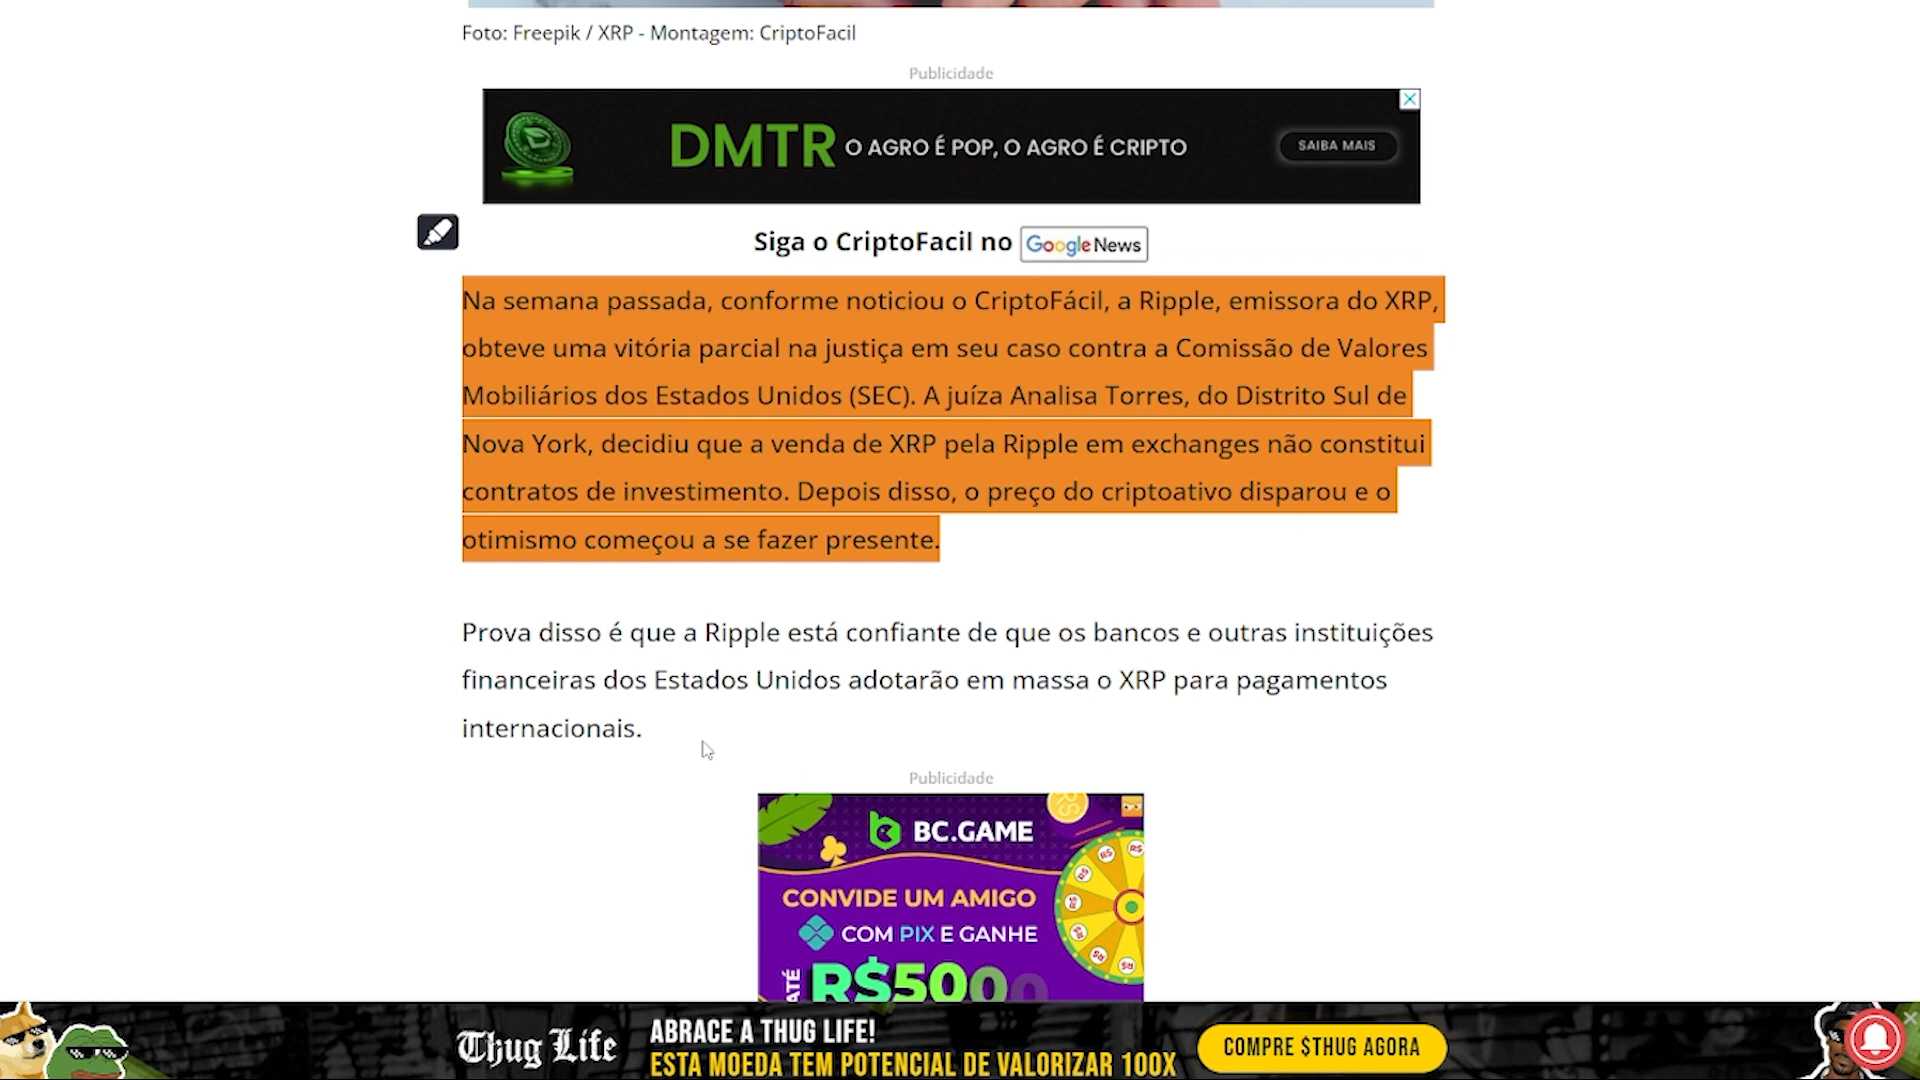 Foto: Freepik / XRP - Montagem: CriptoFacil
Publicidade
DMTR O AGRO É POP, O AGRO É CRIPTO
SAIBA MAIS
Siga o CriptoFacil no Google News
Na semana passada, conforme noticiou o CriptoFácil, a Ripple, emissora do XRP,
obteve uma vitória parcial na justiça em seu caso contra a Comissão de Valores
Mobiliários dos Estados Unidos (SEC). A juíza Analisa Torres, do Distrito Sul de
Nova York, decidiu que a venda de XRP pela Ripple em exchanges não constitui
contratos de investimento. Depois disso, o preço do criptoativo disparou e o
otimismo começou a se fazer presente.
Prova disso é que a Ripple está confiante de que os bancos e outras instituições
financeiras dos Estados Unidos adotarão em massa o XRP para pagamentos
internacionais.
Publicidade
BC.GAME
CONVIDE UM AMIGO
COM PIX E GANHE
ATÉ
Thug Life
ABRACE A THUG LIFE!
ESTA MOEDA TEM POTENCIAL DE VALORIZAR 100X
COMPRE $THUG AGORA